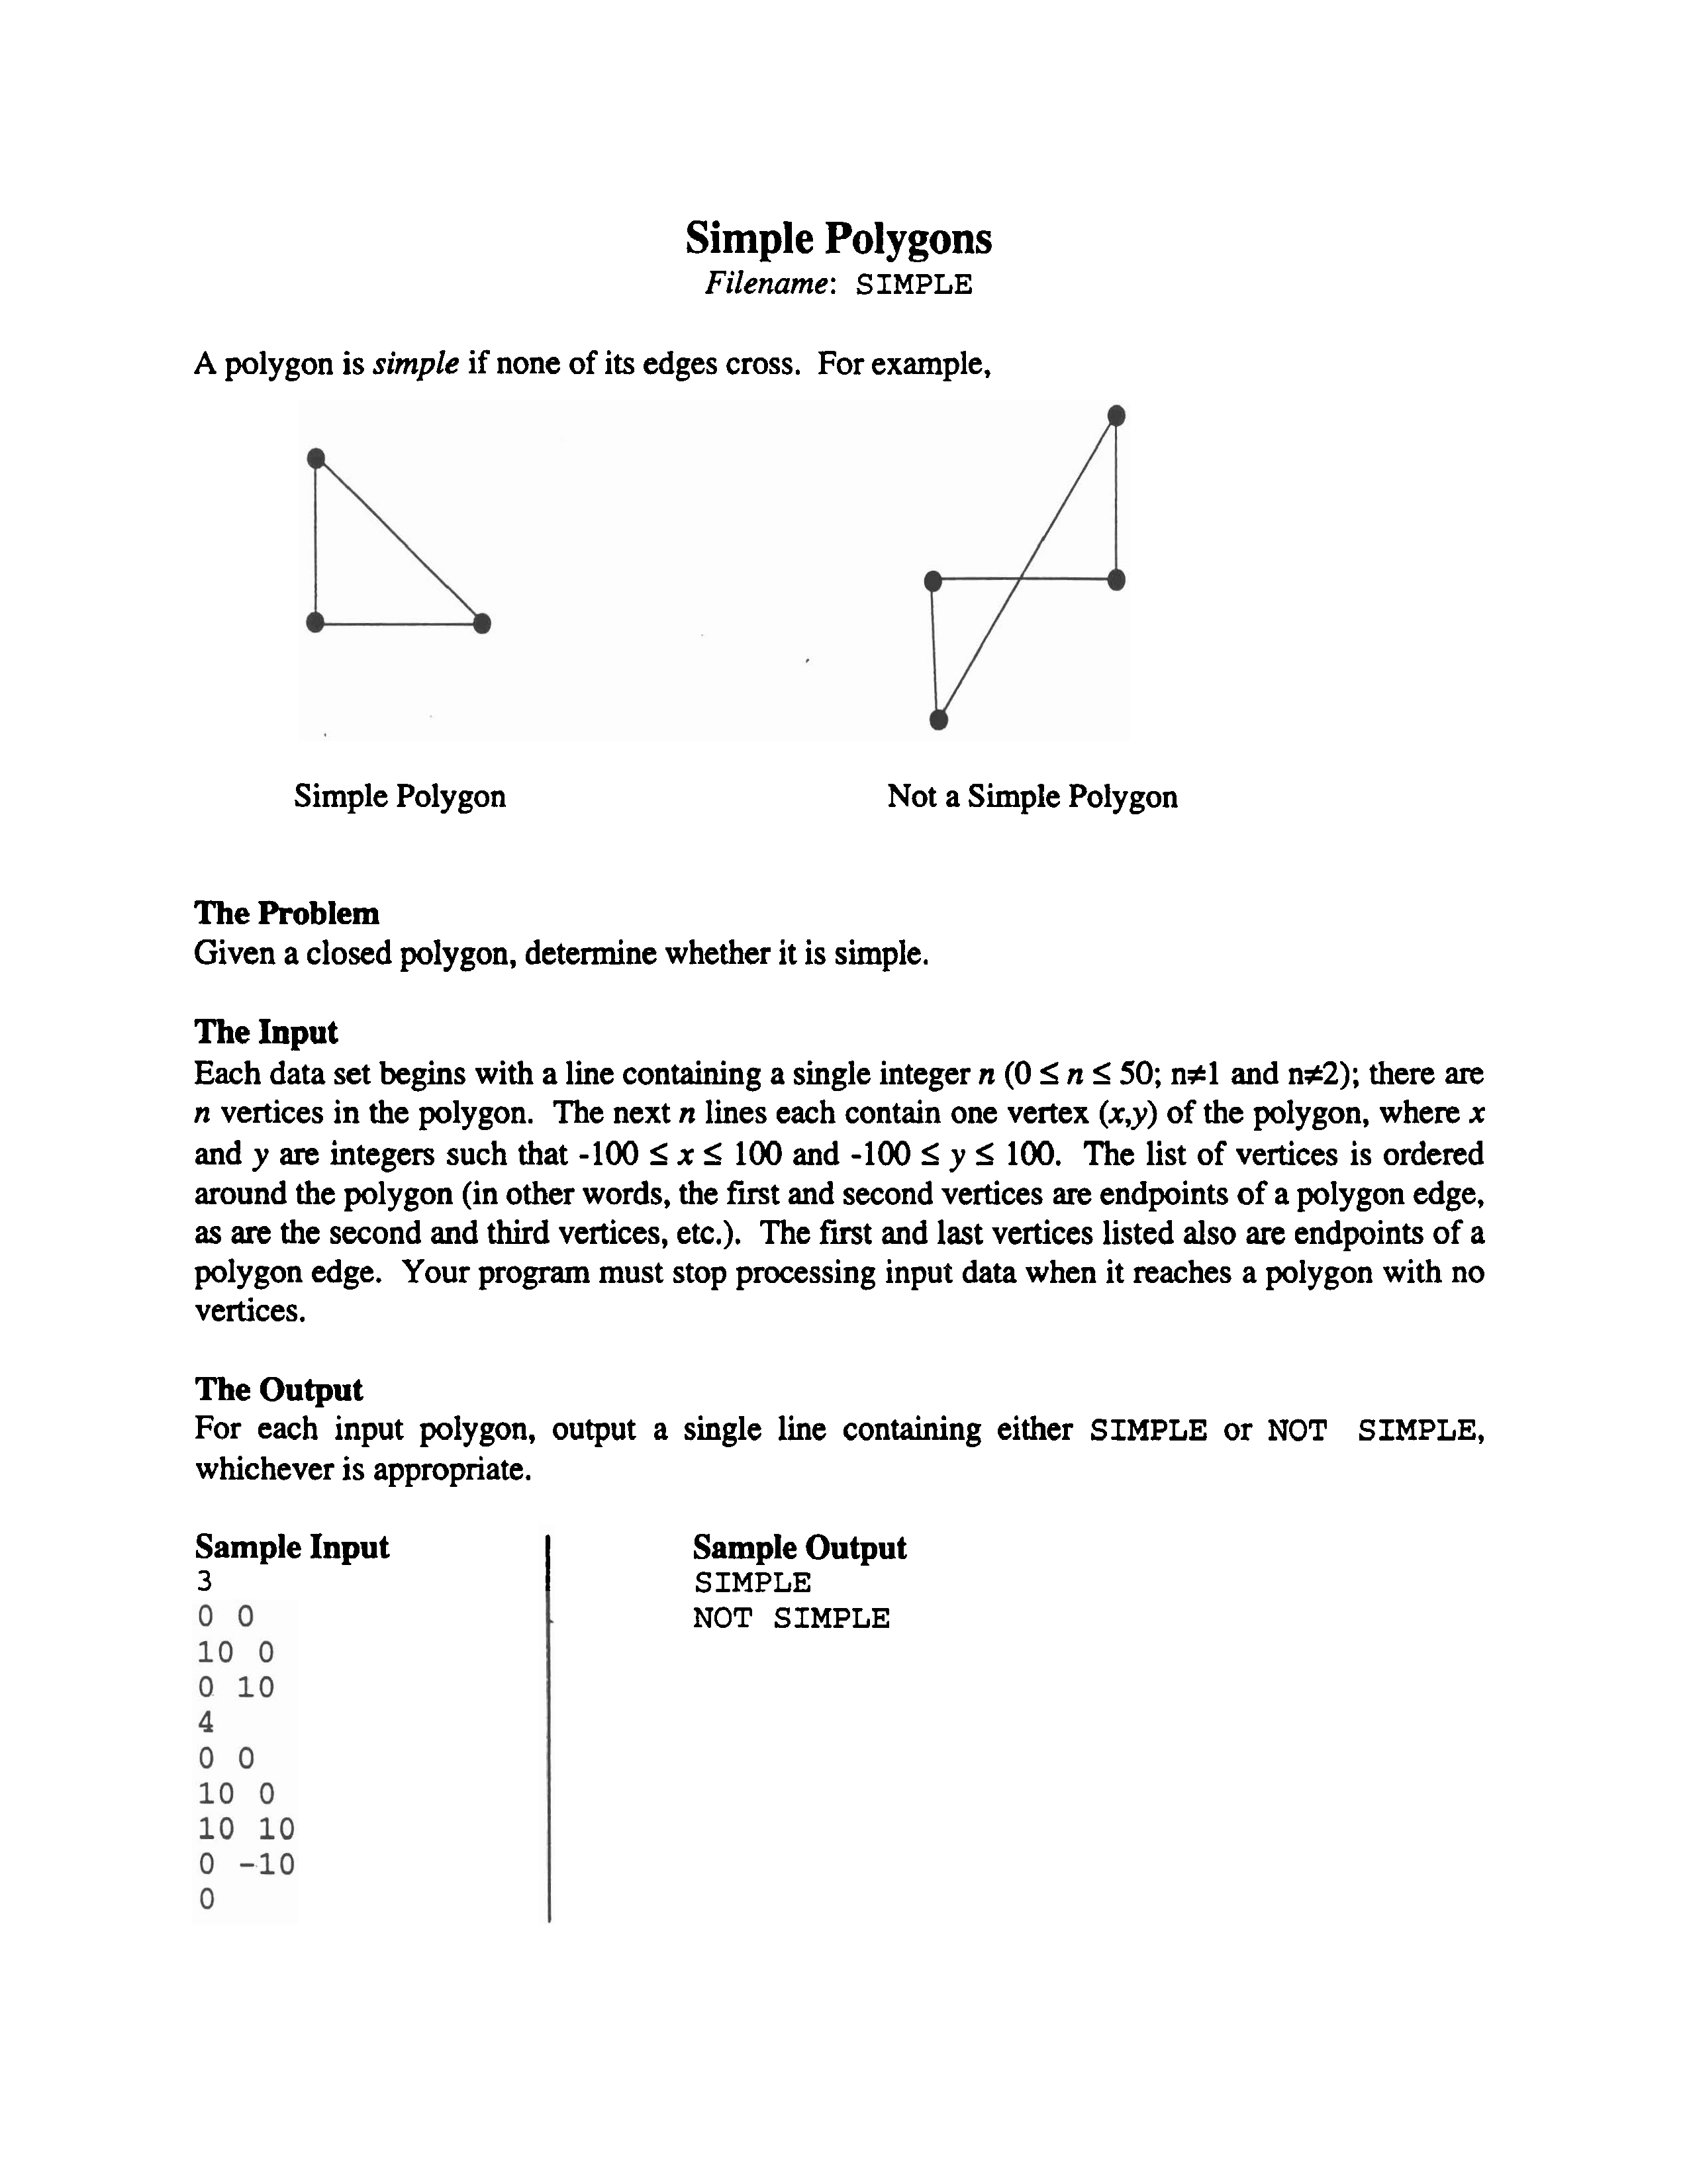 Simple Polygons
Filename: SIMPLE
A polygon is simple if none of its edges cross. For example,
Simple Polygon
Not a Simple Polygon
The Problem
Given a closed polygon, determine whether it is simple.
The Input
Each data set begins with a line containing a single integer n (0 ≤ n ≤ 50; n≠1 and n≠2); there are
n vertices in the polygon. The next n lines each contain one vertex (x,y) of the polygon, where x
and y are integers such that -100 ≤ x ≤ 100 and -100 ≤ y ≤ 100. The list of vertices is ordered
around the polygon (in other words, the first and second vertices are endpoints of a polygon edge,
as are the second and third vertices, etc.). The first and last vertices listed also are endpoints of a
polygon edge. Your program must stop processing input data when it reaches a polygon with no
vertices.
The Output
For each input polygon, output a single line containing either SIMPLE or NOT SIMPLE,
whichever is appropriate.
Sample Input
3
0 0
10 0
0 10
4
0 0
10 0
10 10
0 -10
0
Sample Output
SIMPLE
NOT SIMPLE